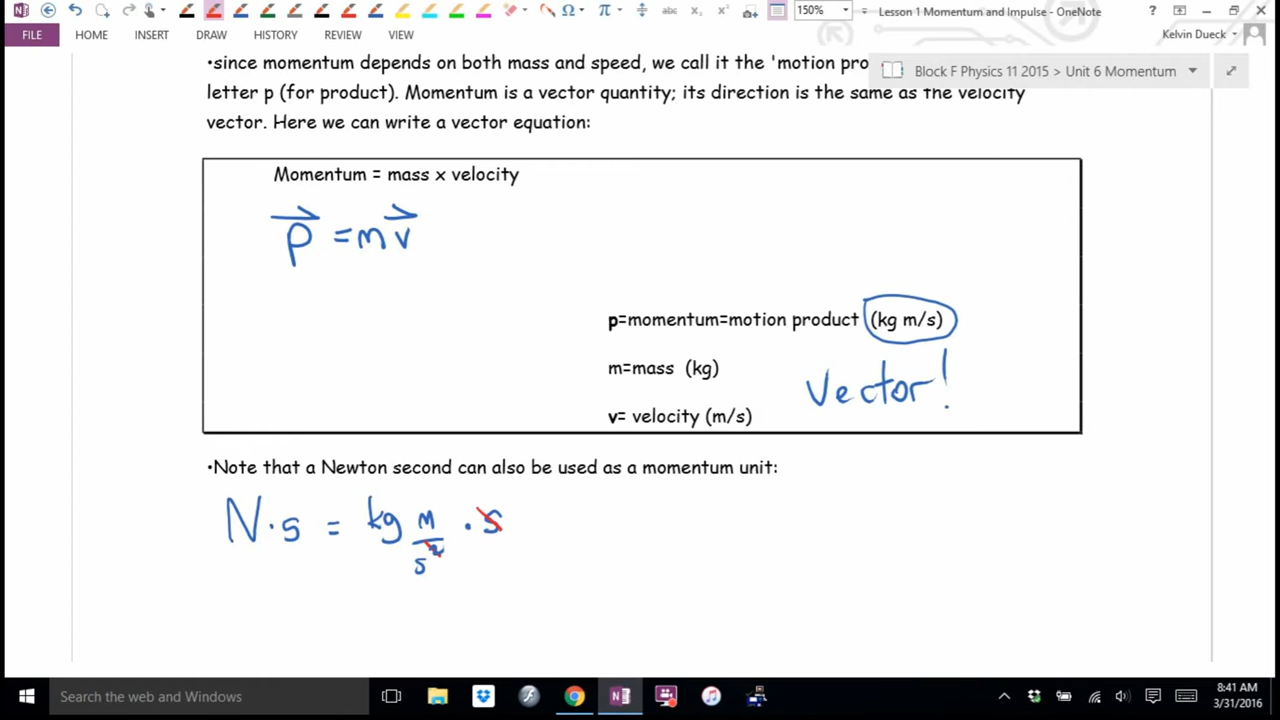 150%
Lesson 1 Momentum and Impulse - OneNote
FILE HOME INSERT DRAW HISTORY REVIEW VIEW
Kelvin Dueck
•since momentum depends on both mass and speed, we call it the 'motion pro
Block F Physics 11 2015 > Unit 6 Momentum
letter p (for product). Momentum is a vector quantity; its direction is the same as the velocity
vector. Here we can write a vector equation:
Momentum = mass x velocity
p⃗ = mv⃗
p=momentum=motion product (kg m/s)
m=mass (kg)
Vector!
v= velocity (m/s)
•Note that a Newton second can also be used as a momentum unit:
N·s = kg m/s² · s
Search the web and Windows
8:41 AM
3/31/2016